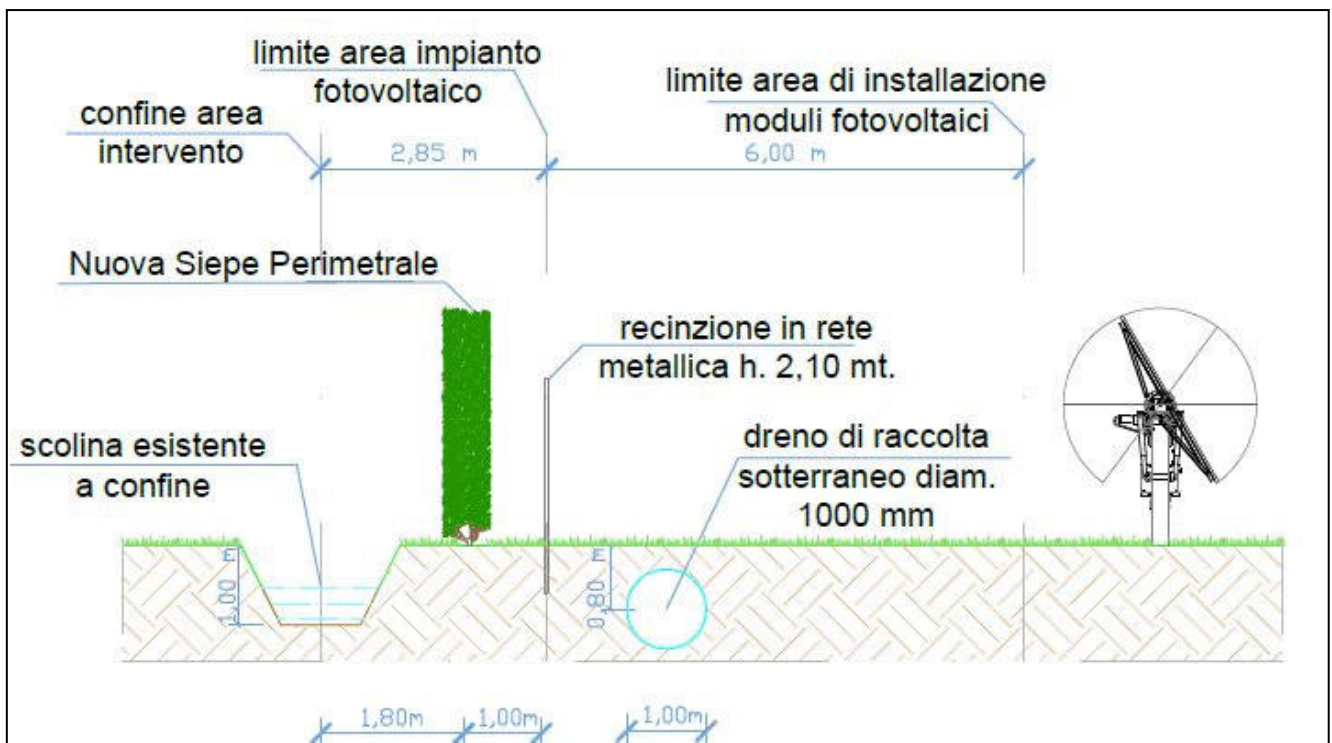 limite area impianto
fotovoltaico
limite area di installazione
moduli fotovoltaici
confine area
intervento
2,85 m
6,00 m
Nuova Siepe Perimetrale
recinzione in rete
metallica h. 2,10 mt.
scolina esistente
a confine
dreno di raccolta
sotterraneo diam.
1000 mm
1,00 m
0,80 m
1,80m
1,00m
1,00m